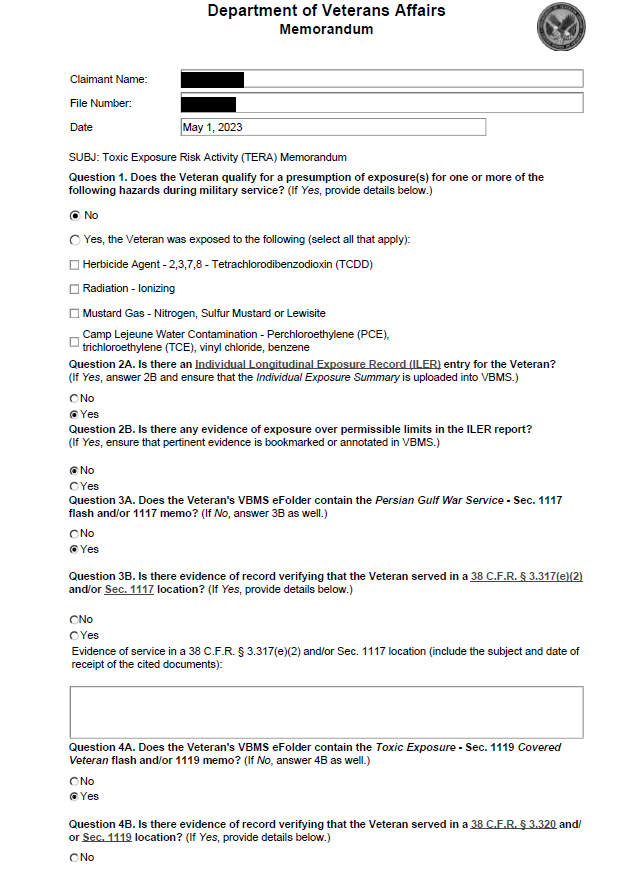 Department of Veterans Affairs
Memorandum
Claimant Name:
File Number:
Date
May 1, 2023
SUBJ: Toxic Exposure Risk Activity (TERA) Memorandum
Question 1. Does the Veteran qualify for a presumption of exposure(s) for one or more of the
following hazards during military service? (If Yes, provide details below.)
No
Yes, the Veteran was exposed to the following (select all that apply):
Herbicide Agent - 2,3,7,8 - Tetrachlorodibenzodioxin (TCDD)
Radiation - Ionizing
Mustard Gas - Nitrogen, Sulfur Mustard or Lewisite
Camp Lejeune Water Contamination - Perchloroethylene (PCE),
trichloroethylene (TCE), vinyl chloride, benzene
Question 2A. Is there an Individual Longitudinal Exposure Record (ILER) entry for the Veteran?
(If Yes, answer 2B and ensure that the Individual Exposure Summary is uploaded into VBMS.)
No
Yes
Question 2B. Is there any evidence of exposure over permissible limits in the ILER report?
(If Yes, ensure that pertinent evidence is bookmarked or annotated in VBMS.)
No
Yes
Question 3A. Does the Veteran's VBMS eFolder contain the Persian Gulf War Service - Sec. 1117
flash and/or 1117 memo? (If No, answer 3B as well.)
No
Yes
Question 3B. Is there evidence of record verifying that the Veteran served in a 38 C.F.R. § 3.317(e)(2)
and/or Sec. 1117 location? (If Yes, provide details below.)
No
Yes
Evidence of service in a 38 C.F.R. § 3.317(e)(2) and/or Sec. 1117 location (include the subject and date of
receipt of the cited documents):
Question 4A. Does the Veteran's VBMS eFolder contain the Toxic Exposure - Sec. 1119 Covered
Veteran flash and/or 1119 memo? (If No, answer 4B as well.)
No
Yes
Question 4B. Is there evidence of record verifying that the Veteran served in a 38 C.F.R. § 3.320 and/
or Sec. 1119 location? (If Yes, provide details below.)
No